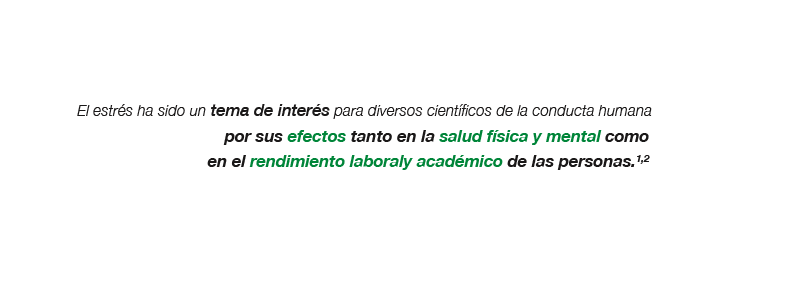 El estrés ha sido un tema de interés para diversos científicos de la conducta humana
por sus efectos tanto en la salud física y mental como
en el rendimiento laboraly académico de las personas.1,2